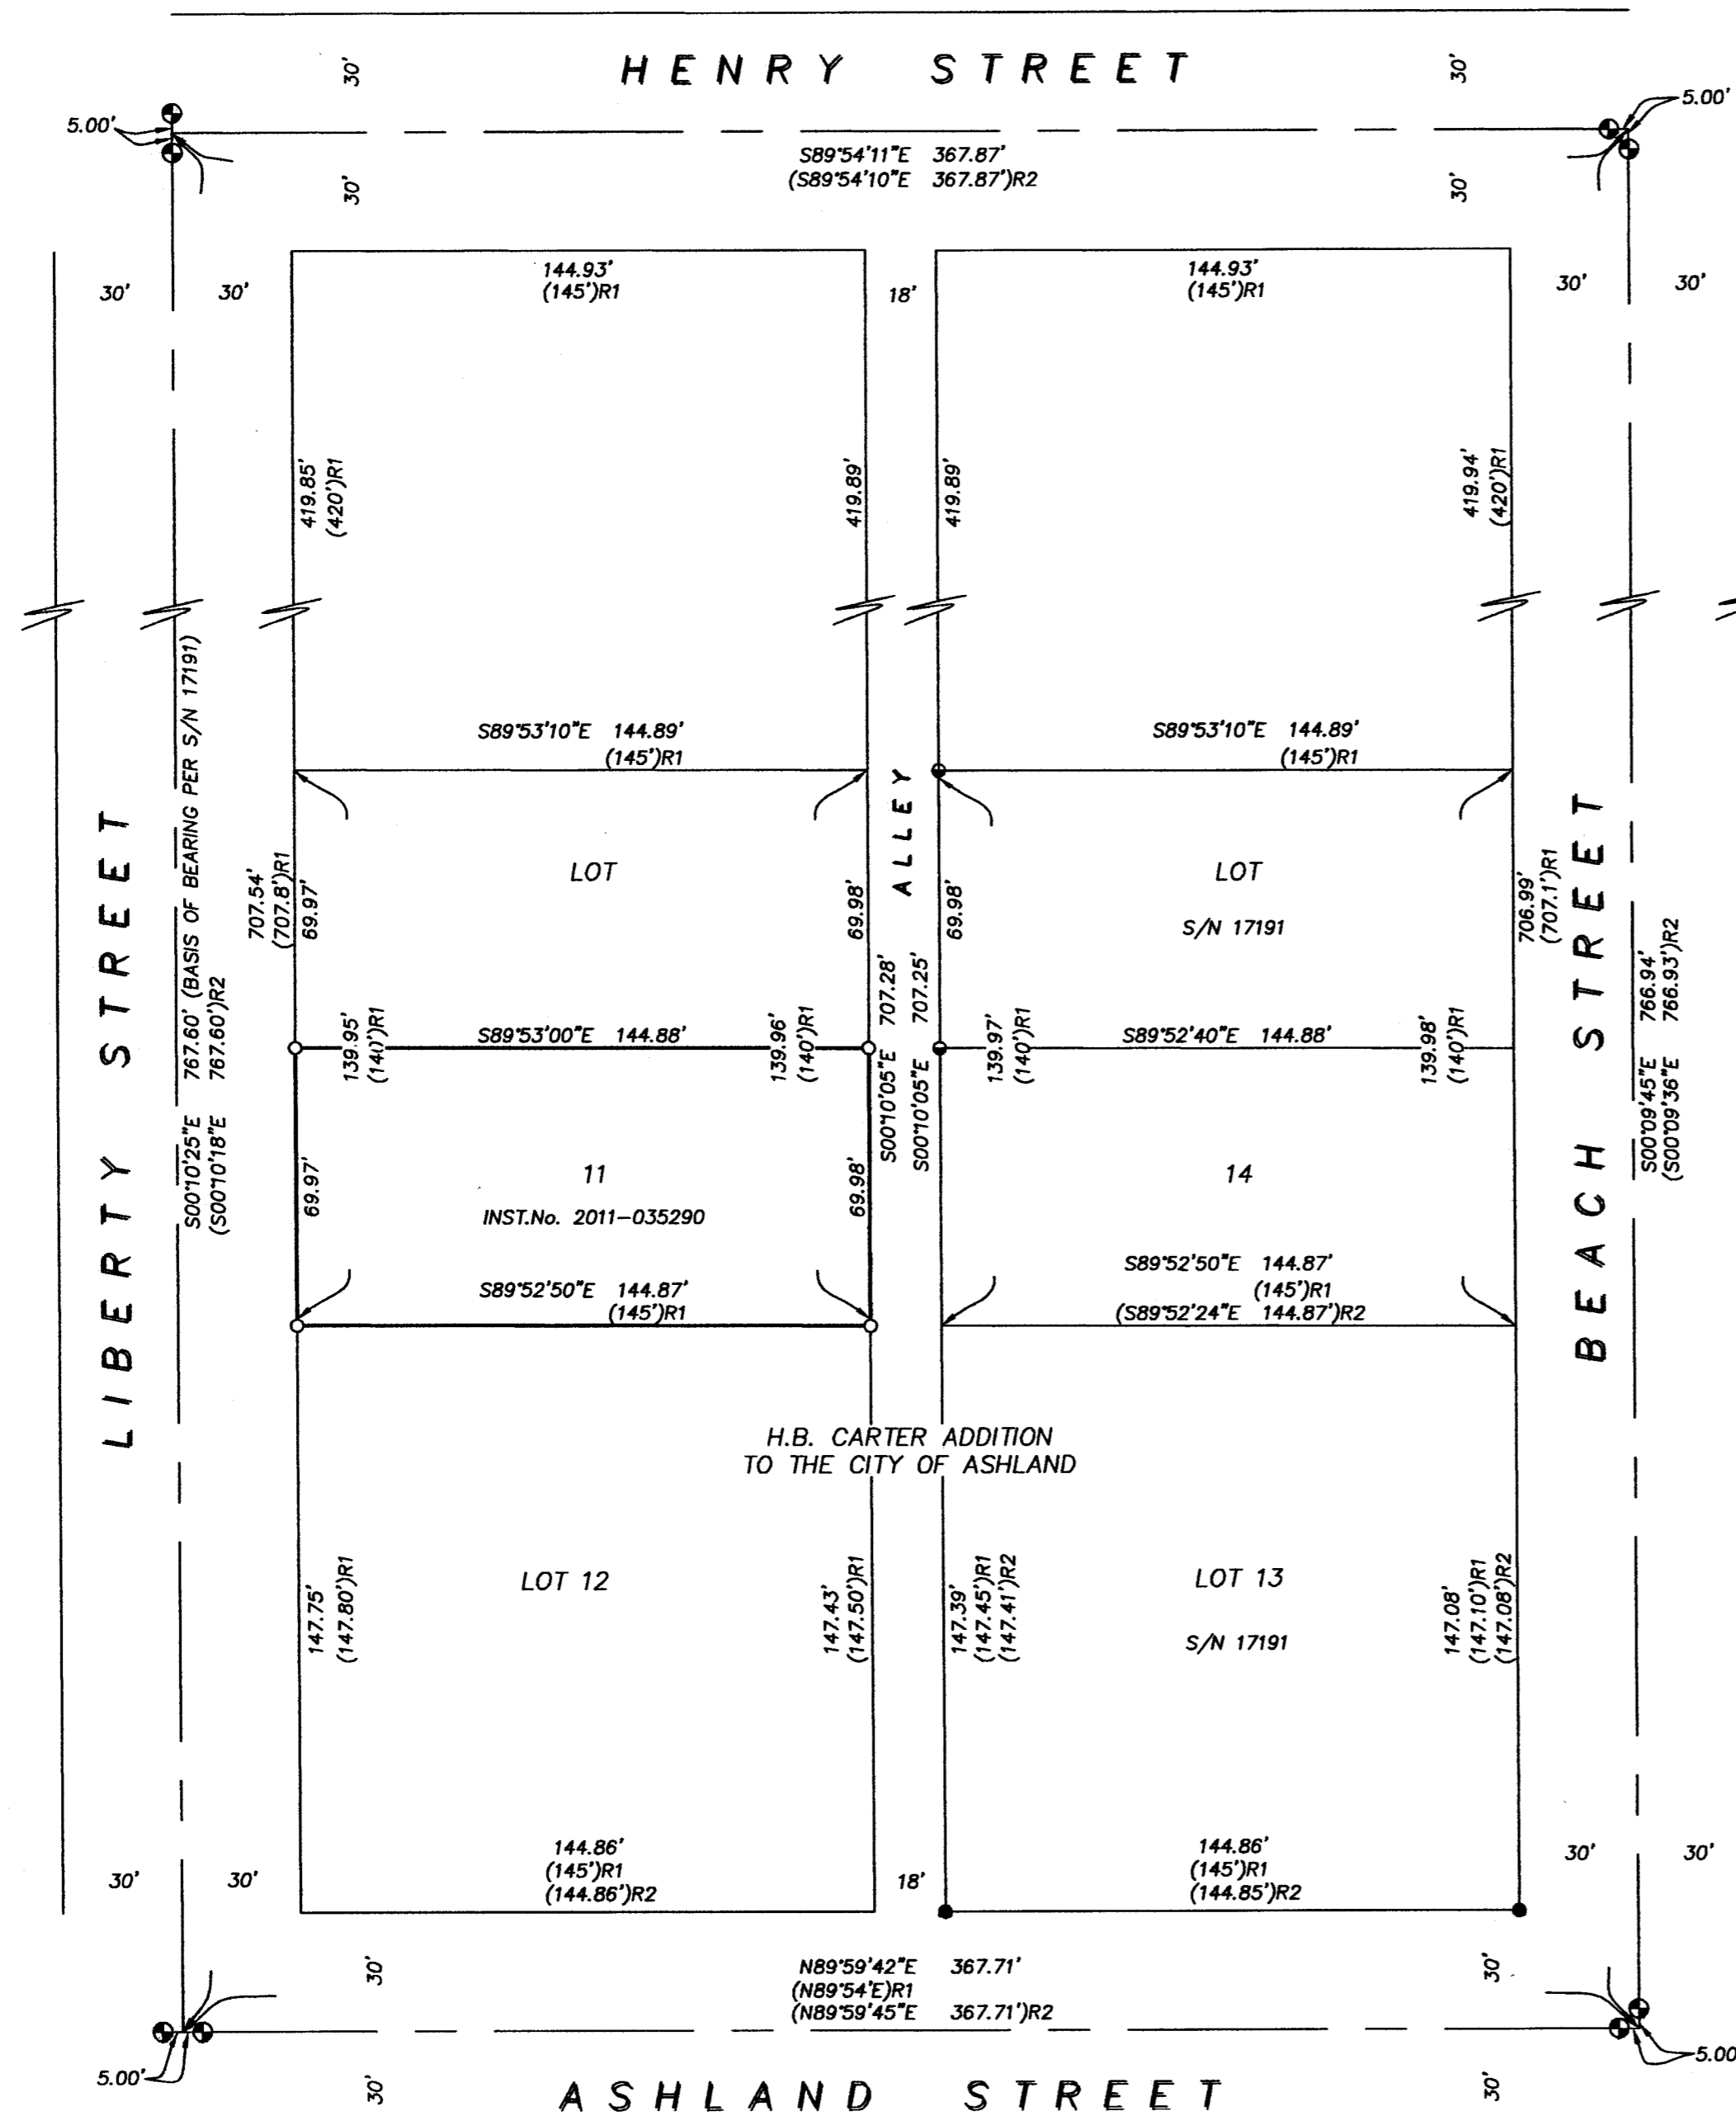 HENRY STREET
30'
30'
5.00'
5.00'
S89°54'11"E 367.87'
(S89°54'10"E 367.87')R2
30'
30'
30'
30'
144.93'
(145')R1
18'
144.93'
(145')R1
30'
30'
419.85'
(420')R1
419.89'
419.89'
419.94'
(420')R1
S89°53'10"E 144.89'
(145')R1
S89°53'10"E 144.89'
(145')R1
LIBERTY STREET
S00°10'25"E 767.60' (BASIS OF BEARING PER S/N 17191)
(S00°10'18"E 767.60')R2
707.54'
(707.8')R1
69.97'
LOT
69.98'
ALLEY
69.98'
LOT
S/N 17191
706.99'
(707.1')R1
BEACH STREET
S00°09'45"E 766.94'
(S00°09'36"E 766.93')R2
S00°10'05"E 707.28'
S00°10'05"E 707.25'
139.95'
(140')R1
S89°53'00"E 144.88'
139.96'
(140')R1
139.97'
(140')R1
S89°52'40"E 144.88'
139.98'
(140')R1
69.97'
11
INST.No. 2011-035290
69.98'
14
S89°52'50"E 144.87'
(145')R1
S89°52'50"E 144.87'
(145')R1
(S89°52'24"E 144.87')R2
H.B. CARTER ADDITION
TO THE CITY OF ASHLAND
147.75'
(147.80')R1
LOT 12
147.43'
(147.50')R1
147.39'
(147.45')R1
(147.41')R2
LOT 13
S/N 17191
147.08'
(147.10')R1
(147.08')R2
30'
30'
144.86'
(145')R1
(144.86')R2
18'
144.86'
(145')R1
(144.85')R2
30'
30'
30'
N89°59'42"E 367.71'
(N89°54'E)R1
(N89°59'45"E 367.71')R2
30'
5.00'
5.00
30'
ASHLAND STREET
30'